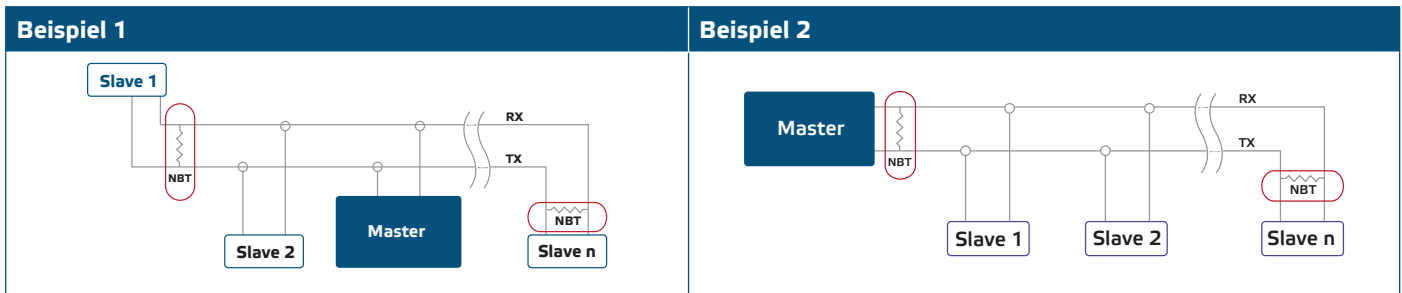 Beispiel 1
Slave 1
RX
TX
NBT
NBT
Master
Slave 2
Slave n
Beispiel 2
Master
RX
TX
NBT
NBT
Slave 1
Slave 2
Slave n